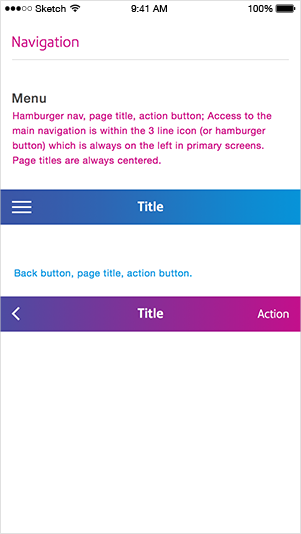 Sketch 9:41 AM 100%
Navigation
Menu
Hamburger nav, page title, action button; Access to the
main navigation is within the 3 line icon (or hamburger
button) which is always on the left in primary screens.
Page titles are always centered.
Title
Back button, page title, action button.
Title Action